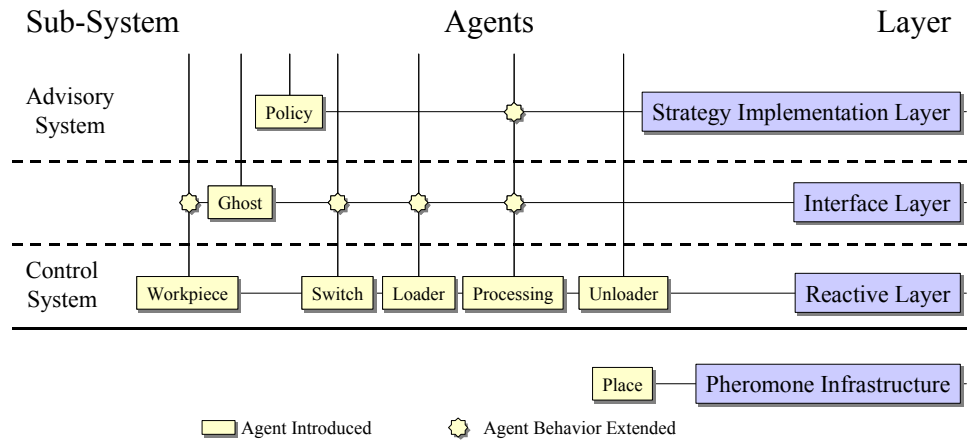 Sub-System Agents Layer
Advisory
System
Policy
Strategy Implementation Layer
Ghost
Interface Layer
Control
System
Workpiece
Switch
Loader
Processing
Unloader
Reactive Layer
Place
Pheromone Infrastructure
Agent Introduced
Agent Behavior Extended